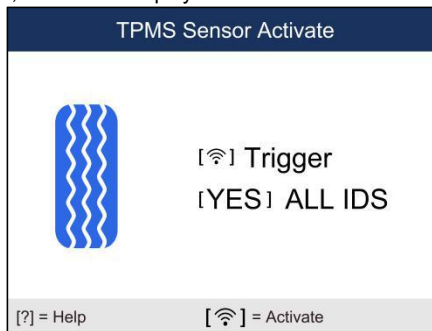 TPMS Sensor Activate
[] Trigger
[YES] ALL IDS
[?] = Help
[] = Activate